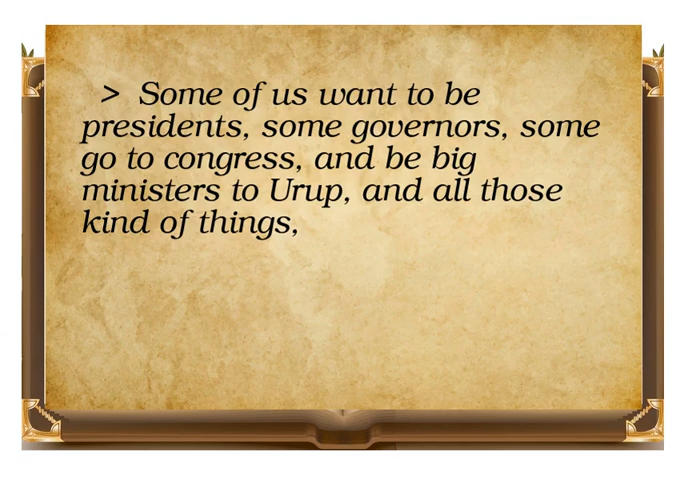 > Some of us want to be
presidents, some governors, some
go to congress, and be big
ministers to Urup, and all those
kind of things,